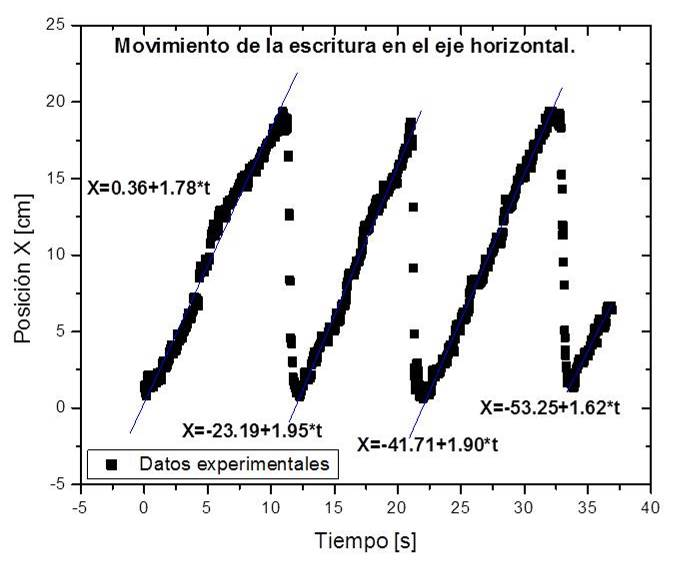 Movimiento de la escritura en el eje horizontal.
25
20
15
10
5
0
-5
Posición X [cm]
X=0.36+1.78*t
X=-23.19+1.95*t
X=-41.71+1.90*t
X=-53.25+1.62*t
Datos experimentales
-5 0 5 10 15 20 25 30 35 40
Tiempo [s]